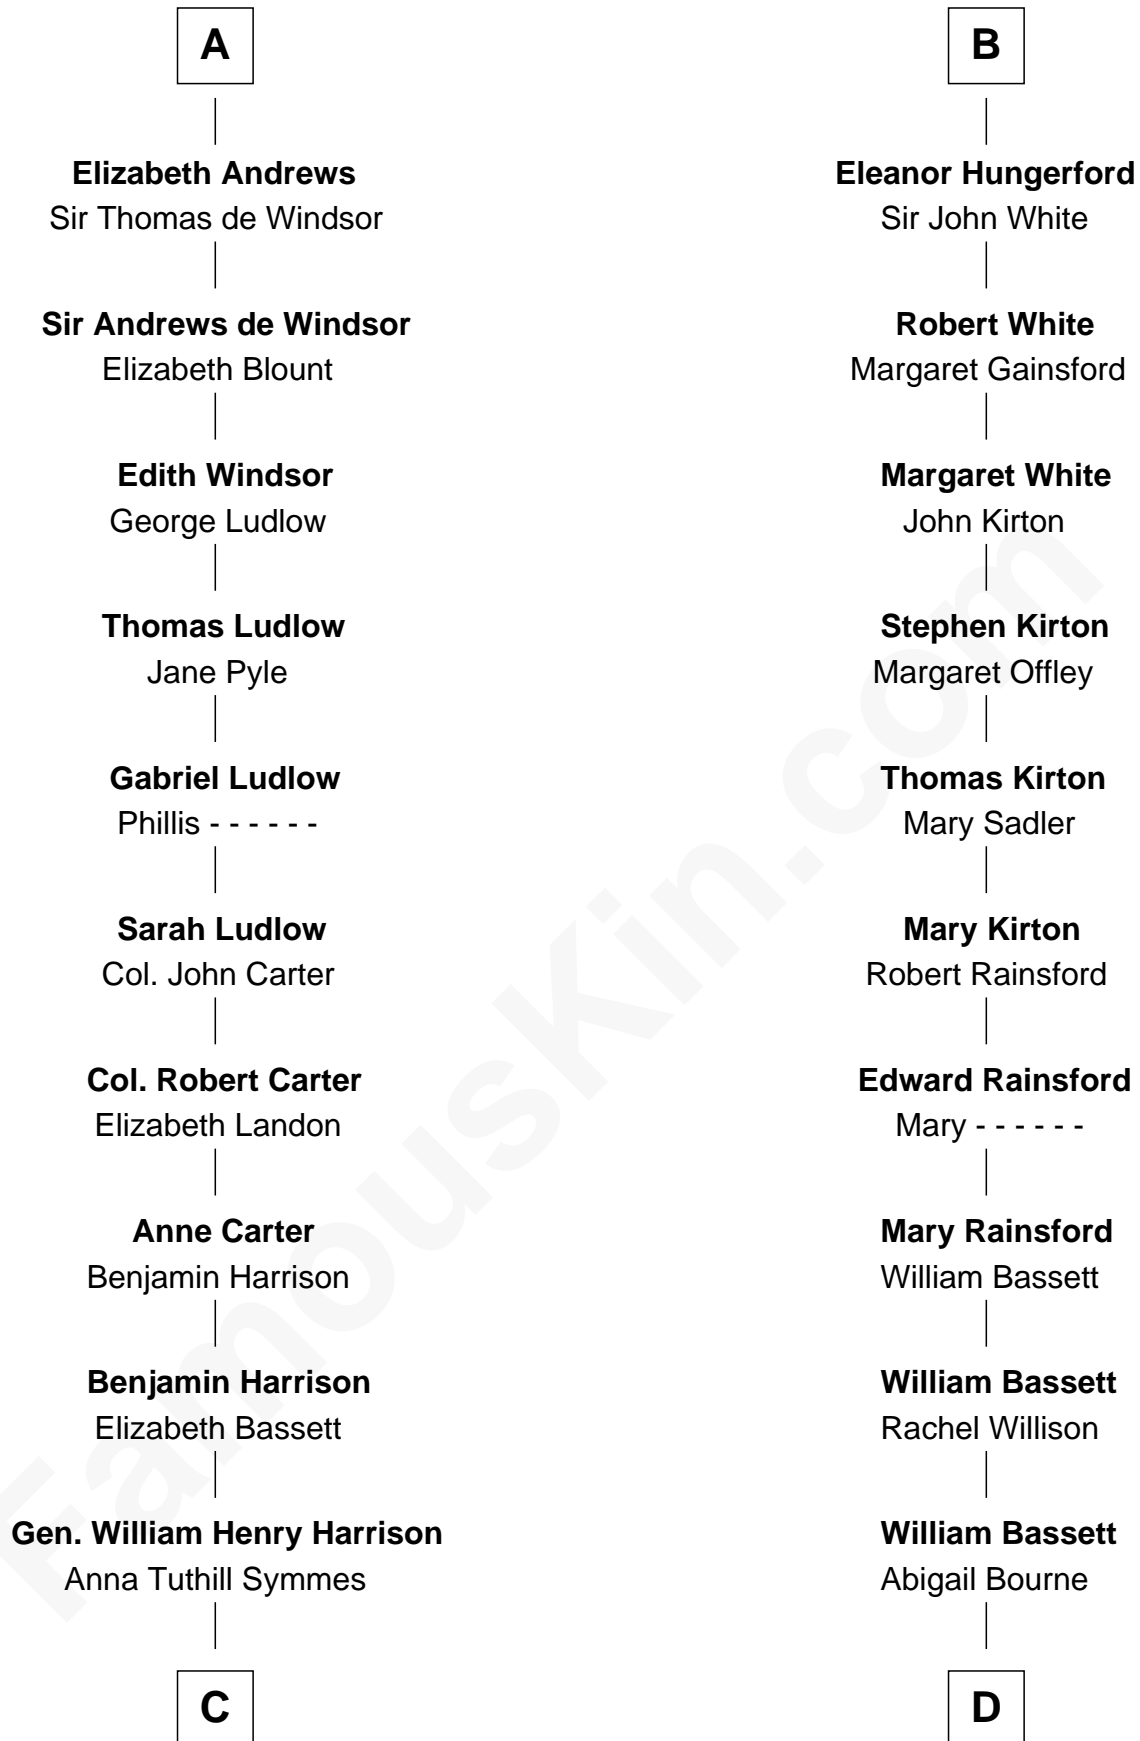 A
Elizabeth Andrews
Sir Thomas de Windsor
Sir Andrews de Windsor
Elizabeth Blount
Edith Windsor
George Ludlow
Thomas Ludlow
Jane Pyle
Gabriel Ludlow
Phillis - - - - - -
Sarah Ludlow
Col. John Carter
Col. Robert Carter
Elizabeth Landon
Anne Carter
Benjamin Harrison
Benjamin Harrison
Elizabeth Bassett
Gen. William Henry Harrison
Anna Tuthill Symmes
C
B
Eleanor Hungerford
Sir John White
Robert White
Margaret Gainsford
Margaret White
John Kirton
Stephen Kirton
Margaret Offley
Thomas Kirton
Mary Sadler
Mary Kirton
Robert Rainsford
Edward Rainsford
Mary - - - - - -
Mary Rainsford
William Bassett
William Bassett
Rachel Willison
William Bassett
Abigail Bourne
D
FamousKin.com